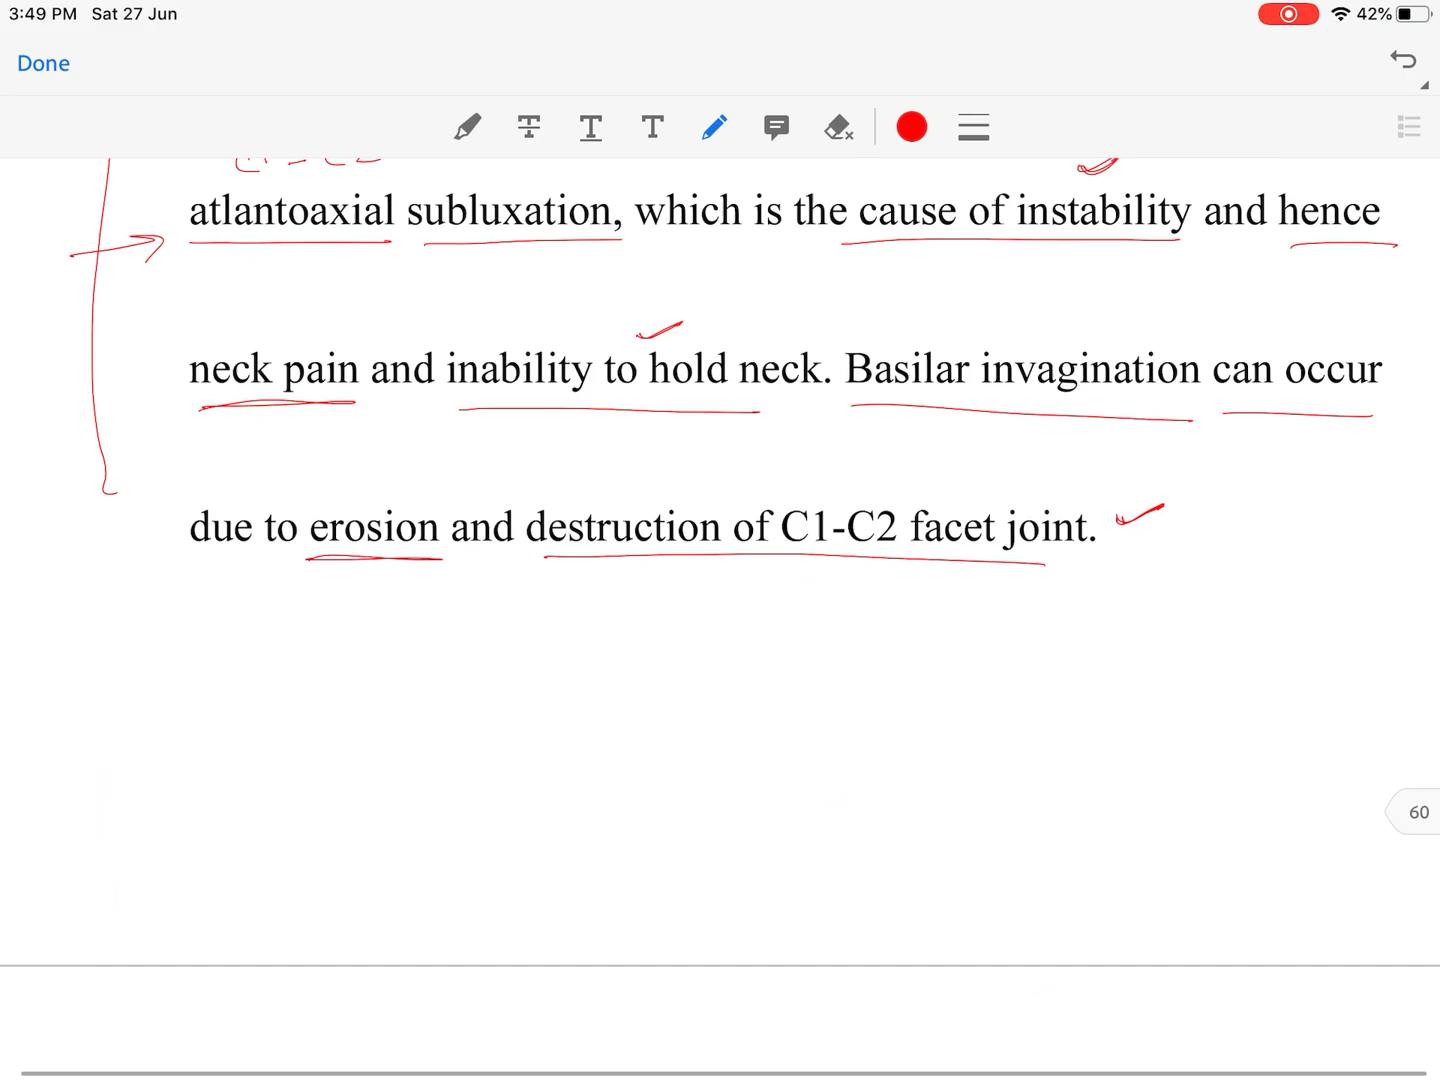 3:49 PM Sat 27 Jun 42%
Done
atlantoaxial subluxation, which is the cause of instability and hence
neck pain and inability to hold neck. Basilar invagination can occur
due to erosion and destruction of C1-C2 facet joint.
60